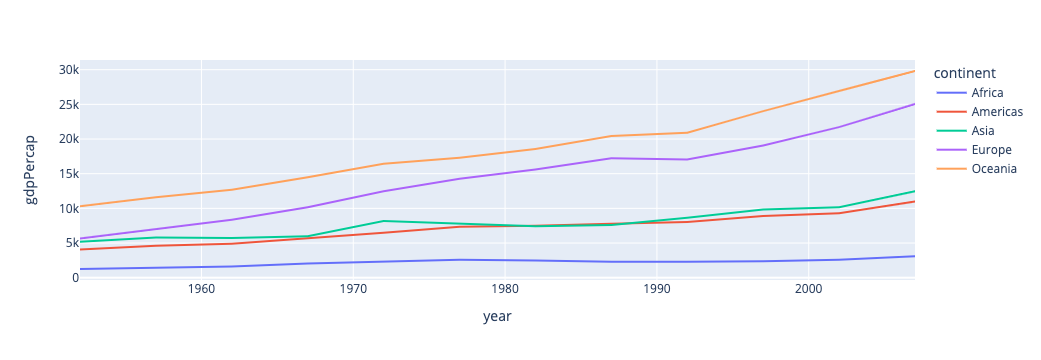 30k
25k
20k
15k
10k
5k
0
gdpPercap
1960 1970 1980 1990 2000
year
continent
Africa
Americas
Asia
Europe
Oceania